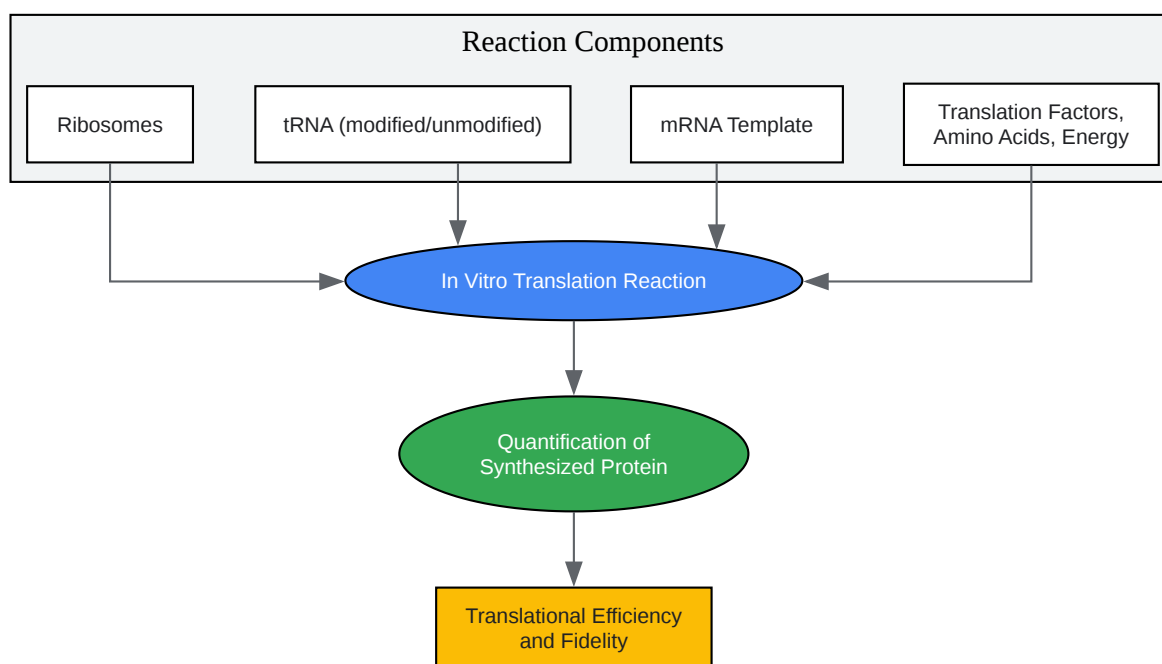 Reaction Components
Ribosomes
tRNA (modified/unmodified)
mRNA Template
Translation Factors,
Amino Acids, Energy
In Vitro Translation Reaction
Quantification of
Synthesized Protein
Translational Efficiency
and Fidelity